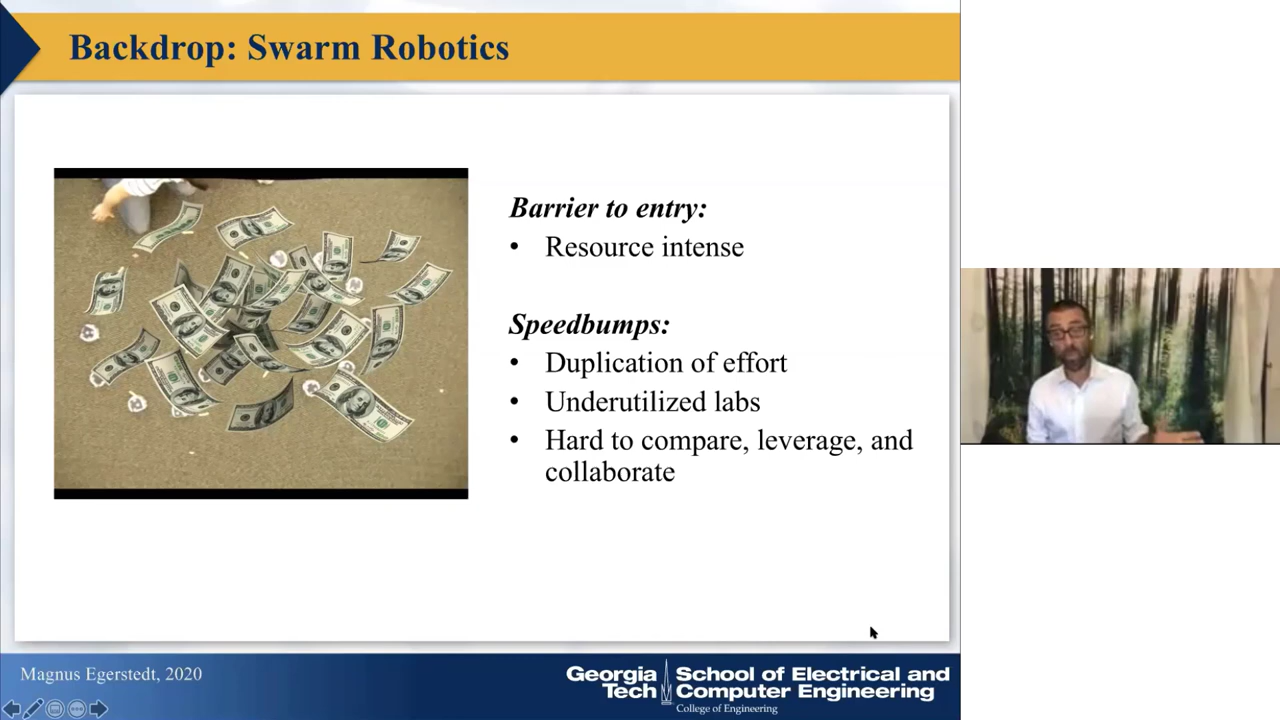 Backdrop: Swarm Robotics
Barrier to entry:
• Resource intense
Speedbumps:
• Duplication of effort
• Underutilized labs
• Hard to compare, leverage, and
collaborate
Magnus Egerstedt, 2020
Georgia
Tech
School of Electrical and
Computer Engineering
College of Engineering